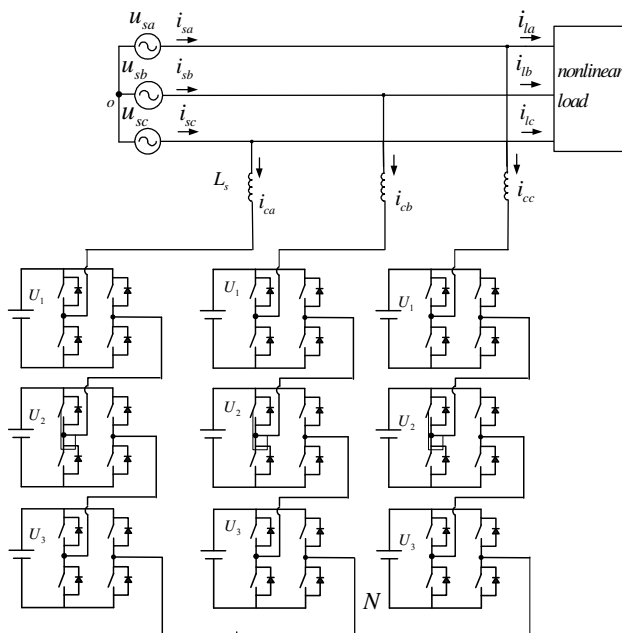 u_sa i_sa i_la
u_sb i_sb i_lb nonlinear
o load
u_sc i_sc i_lc
L_s i_ca i_cb i_cc
U_1 U_1 U_1
U_2 U_2 U_2
U_3 U_3 U_3
N